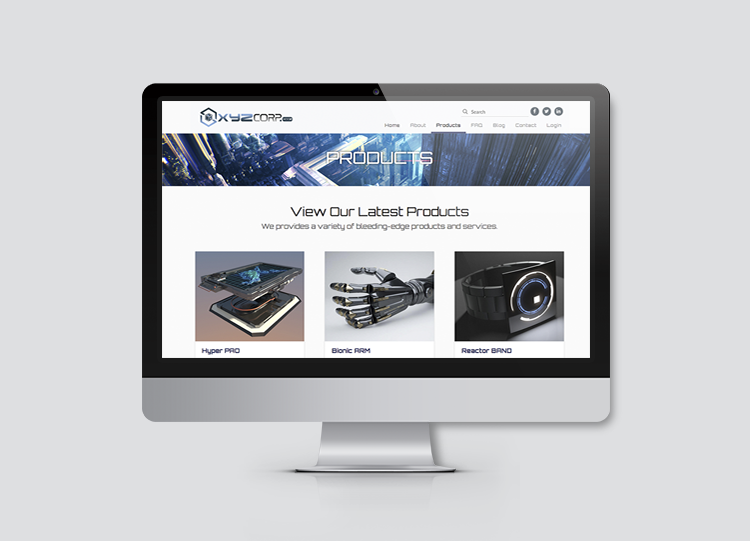 XYZCORP
Search
Home About Products FAQ Blog Contact Login
PRODUCTS
View Our Latest Products
We provides a variety of bleeding-edge products and services.
Hyper PAD
Bionic ARM
Reactor BAND